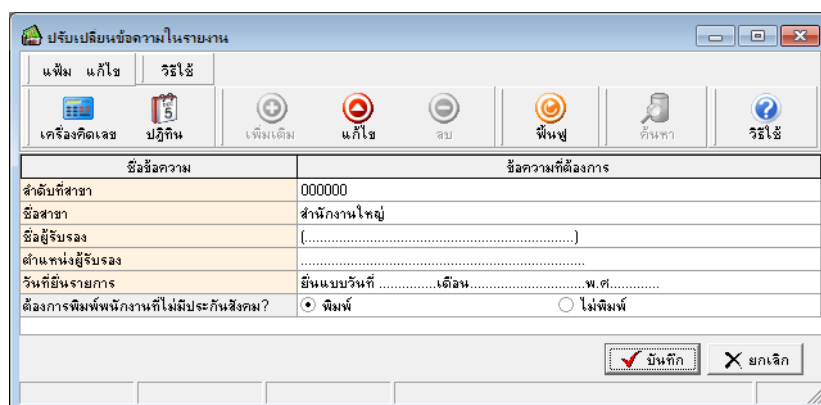 ปรับเปลี่ยนข้อความในรายงาน
แฟ้ม แก้ไข วิธีใช้
เครื่องคิดเลข ปฏิทิน เพิ่มเติม แก้ไข ลบ ฟื้นฟู ค้นหา วิธีใช้
ชื่อข้อความ ข้อความที่ต้องการ
ลำดับที่สาขา 000000
ชื่อสาขา สำนักงานใหญ่
ชื่อผู้รับรอง (........................................................................)
ตำแหน่งผู้รับรอง ............................................................................
วันที่ยื่นรายการ ยื่นแบบวันที่ ...............เดือน...............................พ.ศ.............
ต้องการพิมพ์พนักงานที่ไม่มีประกันสังคม? พิมพ์ ไม่พิมพ์
บันทึก ยกเลิก